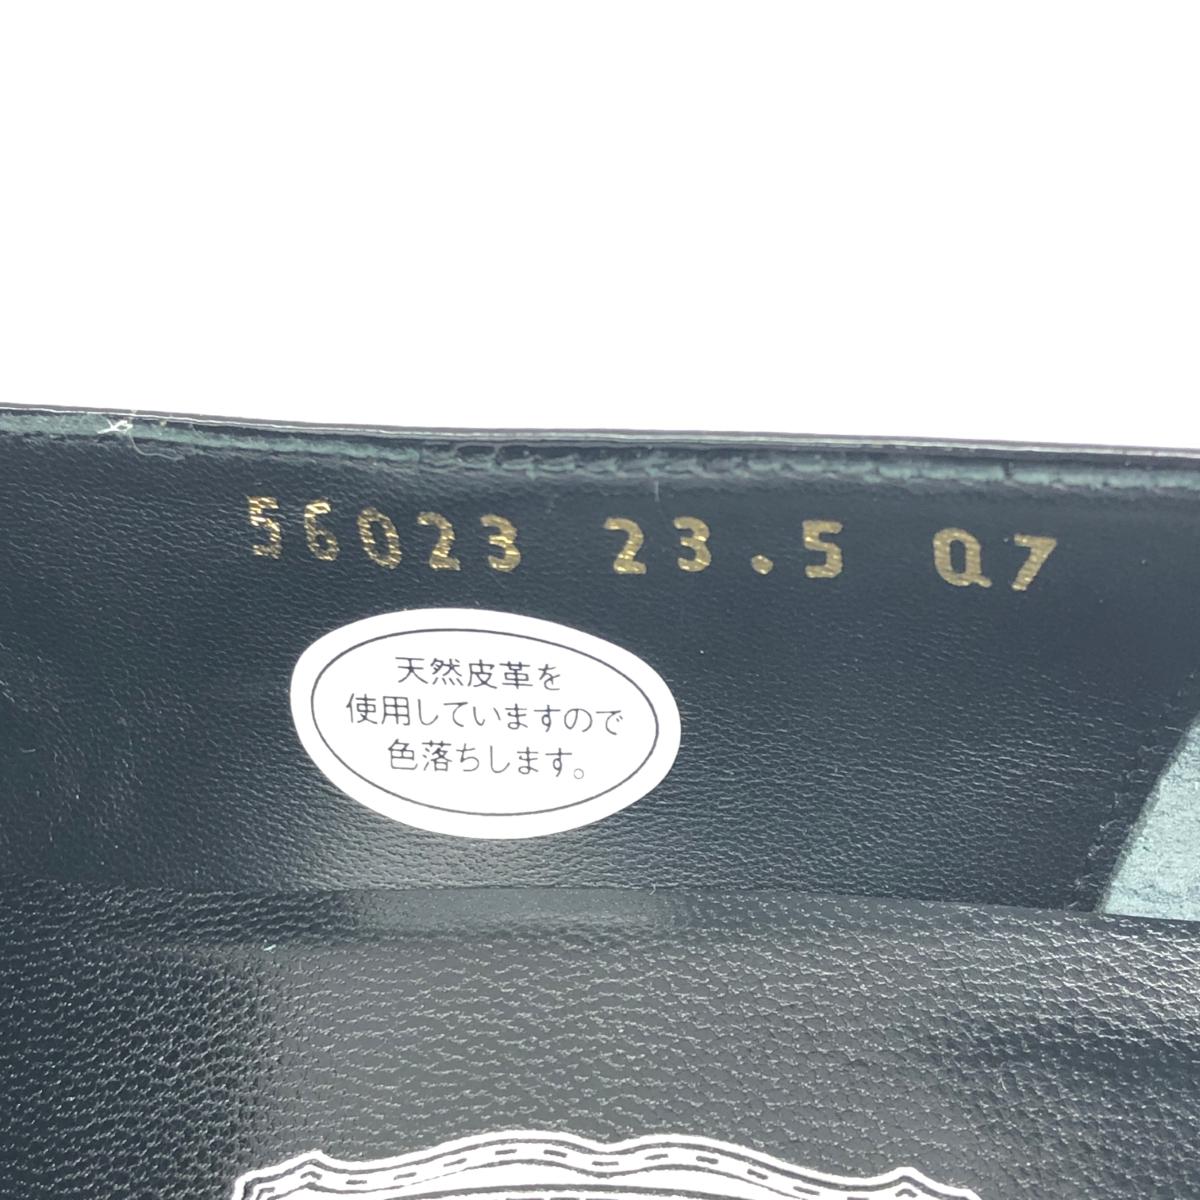 56023 23.5 Q7
天然皮革を
使用していますので
色落ちします。